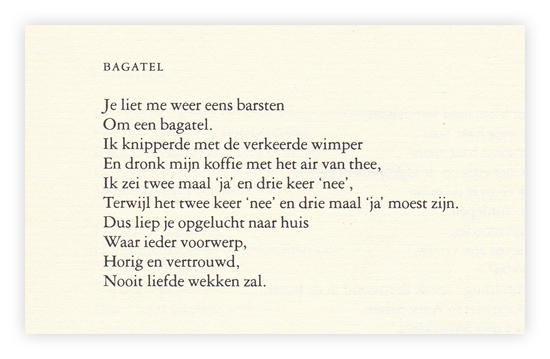 BAGATEL
Je liet me weer eens barsten
Om een bagatel.
Ik knipperde met de verkeerde wimper
En dronk mijn koffie met het air van thee,
Ik zei twee maal ‘ja’ en drie keer ‘nee’,
Terwijl het twee keer ‘nee’ en drie maal ‘ja’ moest zijn.
Dus liep je opgelucht naar huis
Waar ieder voorwerp,
Horig en vertrouwd,
Nooit liefde wekken zal.